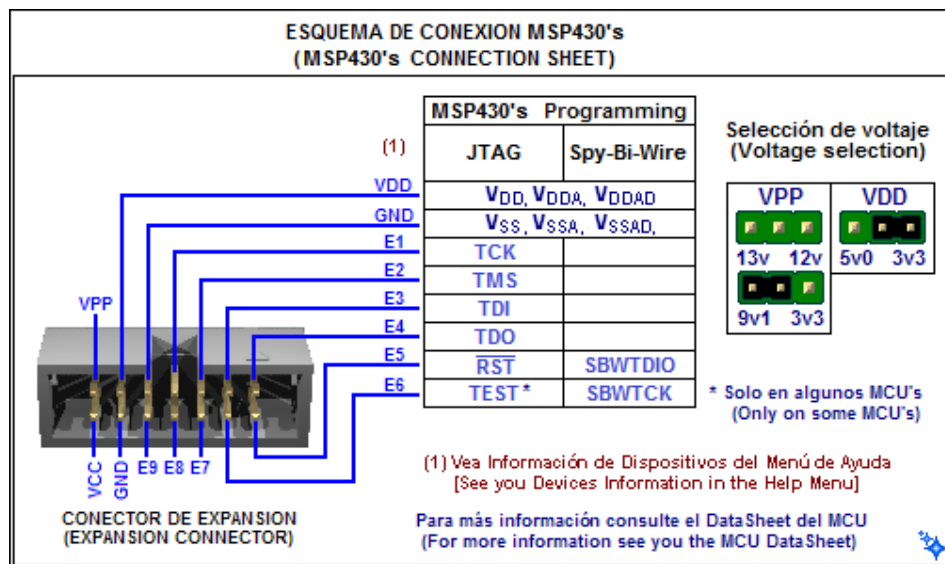 ESQUEMA DE CONEXION MSP430's
(MSP430's CONNECTION SHEET)
MSP430's Programming
(1)
JTAG
Spy-Bi-Wire
VDD
VDD, VDDA, VDDAD
GND
VSS, VSSA, VSSAD,
E1
TCK
E2
TMS
E3
TDI
E4
TDO
E5
RST
SBWTDIO
E6
TEST*
SBWTCK
VPP
VCC
GND
E9
E8
E7
CONECTOR DE EXPANSION
(EXPANSION CONNECTOR)
Selección de voltaje
(Voltage selection)
VPP
VDD
13v 12v
5v0 3v3
9v1 3v3
* Solo en algunos MCU's
(Only on some MCU's)
(1) Vea Información de Dispositivos del Menú de Ayuda
[See you Devices Information in the Help Menu]
Para más información consulte el DataSheet del MCU
(For more information see you the MCU DataSheet)